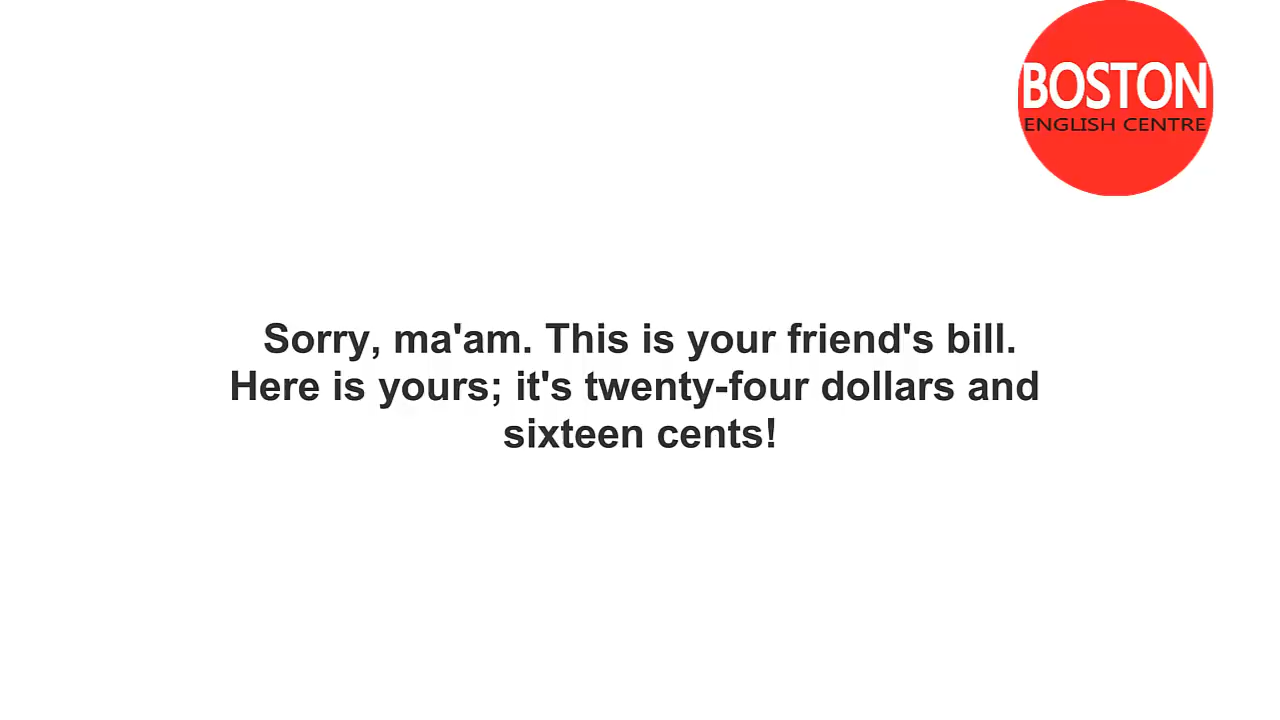 BOSTON
ENGLISH CENTRE
Sorry, ma'am. This is your friend's bill.
Here is yours; it's twenty-four dollars and
sixteen cents!